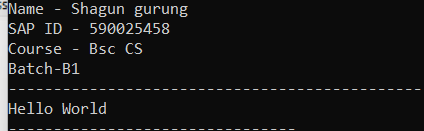 Name - Shagun gurung
SAP ID - 590025458
Course - Bsc CS
Batch-B1
----------------------------------------------------
Hello World
------------------------------------